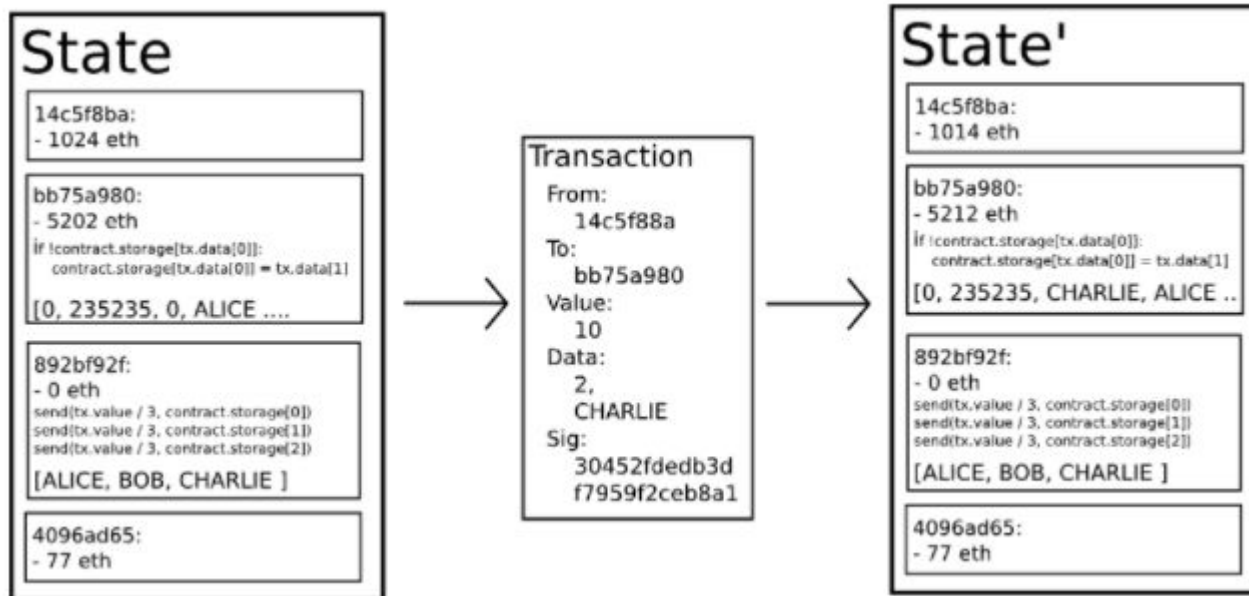 State
14c5f8ba:
- 1024 eth
bb75a980:
- 5202 eth
if !contract.storage[tx.data[0]]:
contract.storage[tx.data[0]] = tx.data[1]
[0, 235235, 0, ALICE ....
892bf92f:
- 0 eth
send(tx.value / 3, contract.storage[0])
send(tx.value / 3, contract.storage[1])
send(tx.value / 3, contract.storage[2])
[ALICE, BOB, CHARLIE ]
4096ad65:
- 77 eth
Transaction
From:
14c5f88a
To:
bb75a980
Value:
10
Data:
2,
CHARLIE
Sig:
30452fdedb3d
f7959f2ceb8a1
State'
14c5f8ba:
- 1014 eth
bb75a980:
- 5212 eth
if !contract.storage[tx.data[0]]:
contract.storage[tx.data[0]] = tx.data[1]
[0, 235235, CHARLIE, ALICE ..
892bf92f:
- 0 eth
send(tx.value / 3, contract.storage[0])
send(tx.value / 3, contract.storage[1])
send(tx.value / 3, contract.storage[2])
[ALICE, BOB, CHARLIE ]
4096ad65:
- 77 eth